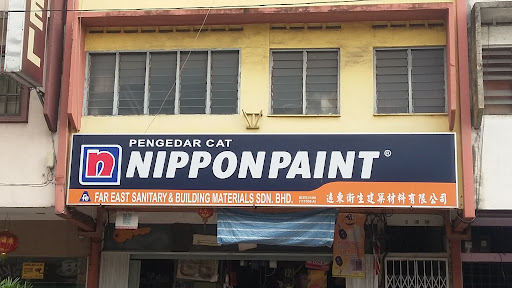 PENGEDAR CAT
n NIPPON PAINT ®
FAR EAST SANITARY & BUILDING MATERIALS SDN. BHD.
遠東衛生建築材料有限公司